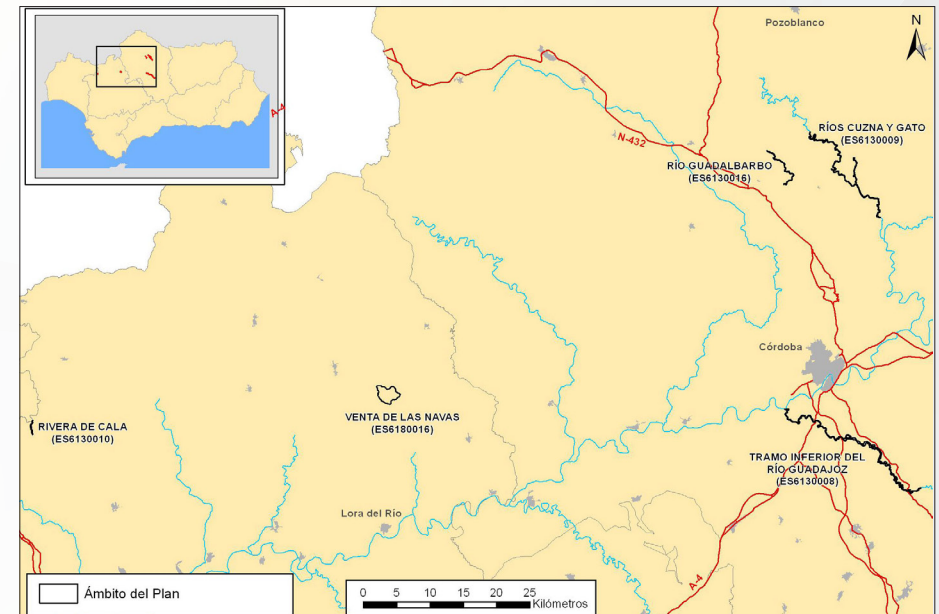 Pozoblanco
N
A-4
RÍOS CUZNA Y GATO
(ES6130009)
N-432
RÍO GUADALBARBO
(ES6130016)
Córdoba
VENTA DE LAS NAVAS
(ES6180016)
RIVERA DE CALA
(ES6130010)
TRAMO INFERIOR DEL
RÍO GUADAJOZ
(ES6130008)
Lora del Río
A-4
Ámbito del Plan
0 5 10 15 20 25
Kilómetros